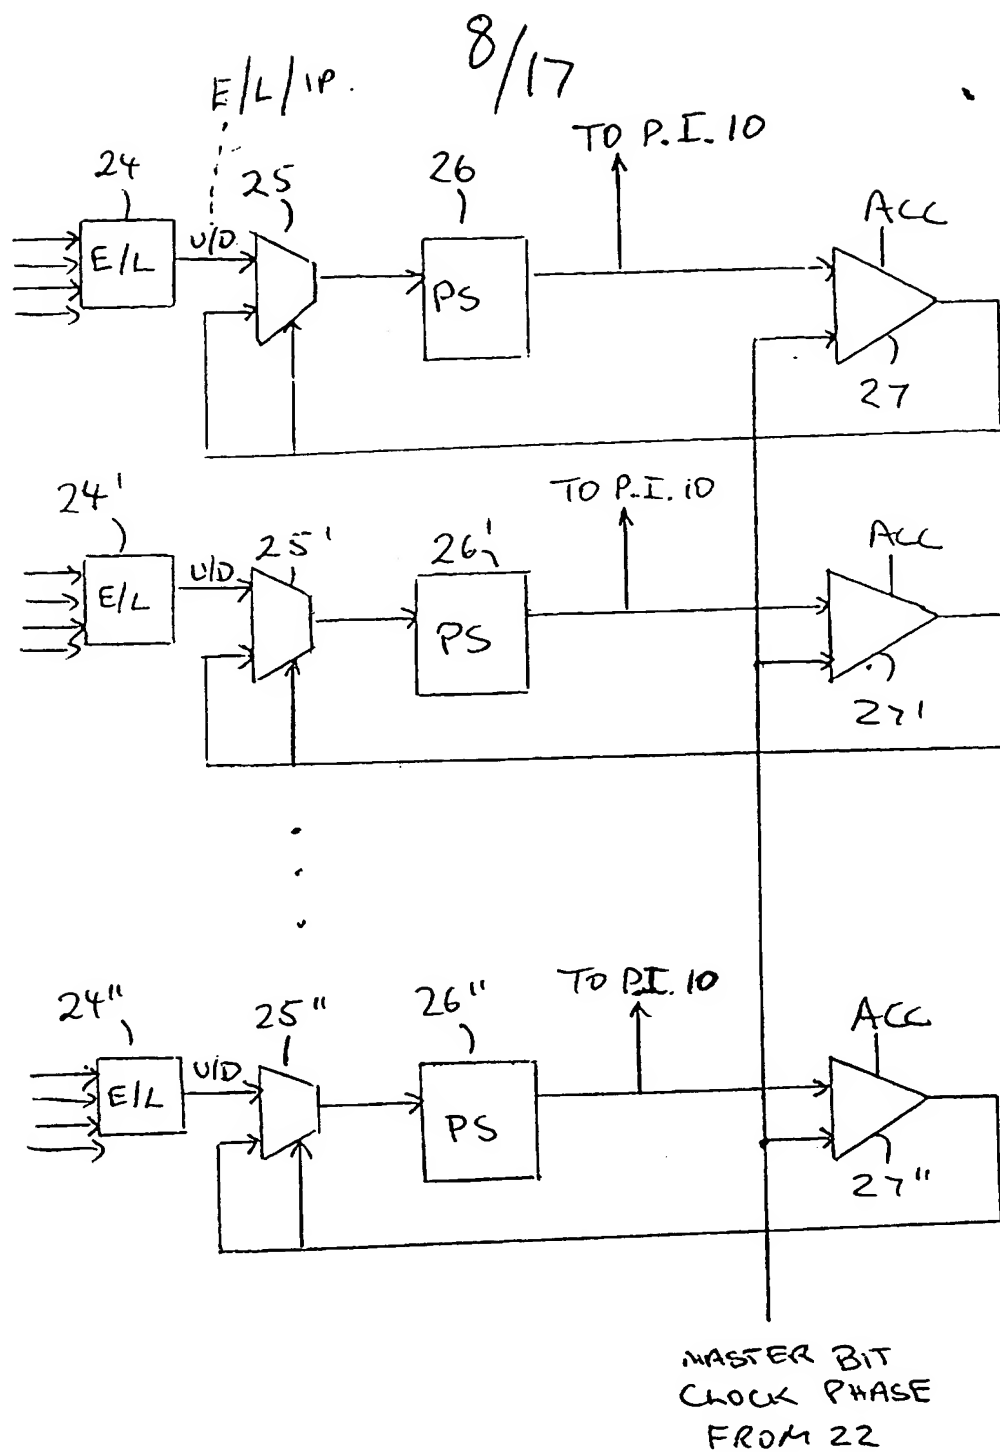 8/17
E/L/IP.
TO P.I. 10
24
25
26
ACC
E/L
U/D
PS
27
24'
25'
26'
TO P.I. 10
ACC
E/L
U/D
PS
27'
24"
25"
26"
TO P.I. 10
ACC
E/L
U/D
PS
27"
MASTER BIT
CLOCK PHASE
FROM 22